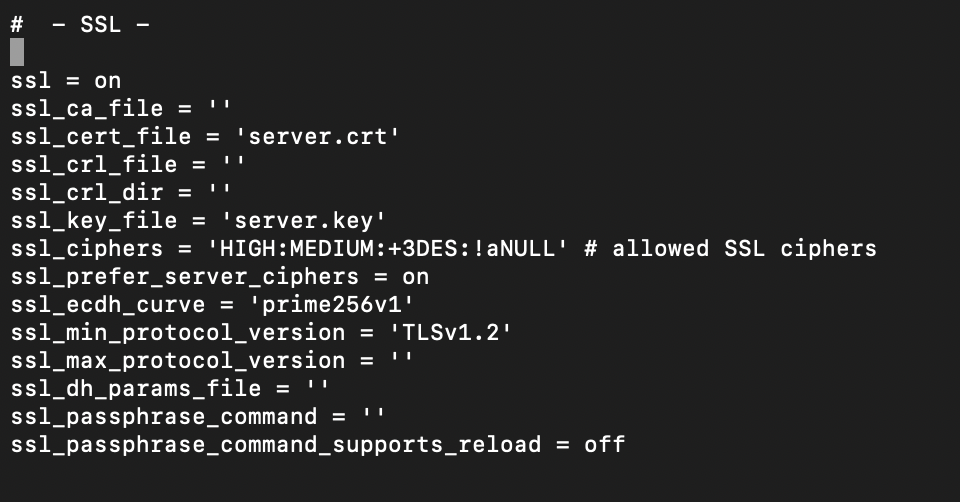 #  - SSL -
ssl = on
ssl_ca_file = ''
ssl_cert_file = 'server.crt'
ssl_crl_file = ''
ssl_crl_dir = ''
ssl_key_file = 'server.key'
ssl_ciphers = 'HIGH:MEDIUM:+3DES:!aNULL' # allowed SSL ciphers
ssl_prefer_server_ciphers = on
ssl_ecdh_curve = 'prime256v1'
ssl_min_protocol_version = 'TLSv1.2'
ssl_max_protocol_version = ''
ssl_dh_params_file = ''
ssl_passphrase_command = ''
ssl_passphrase_command_supports_reload = off